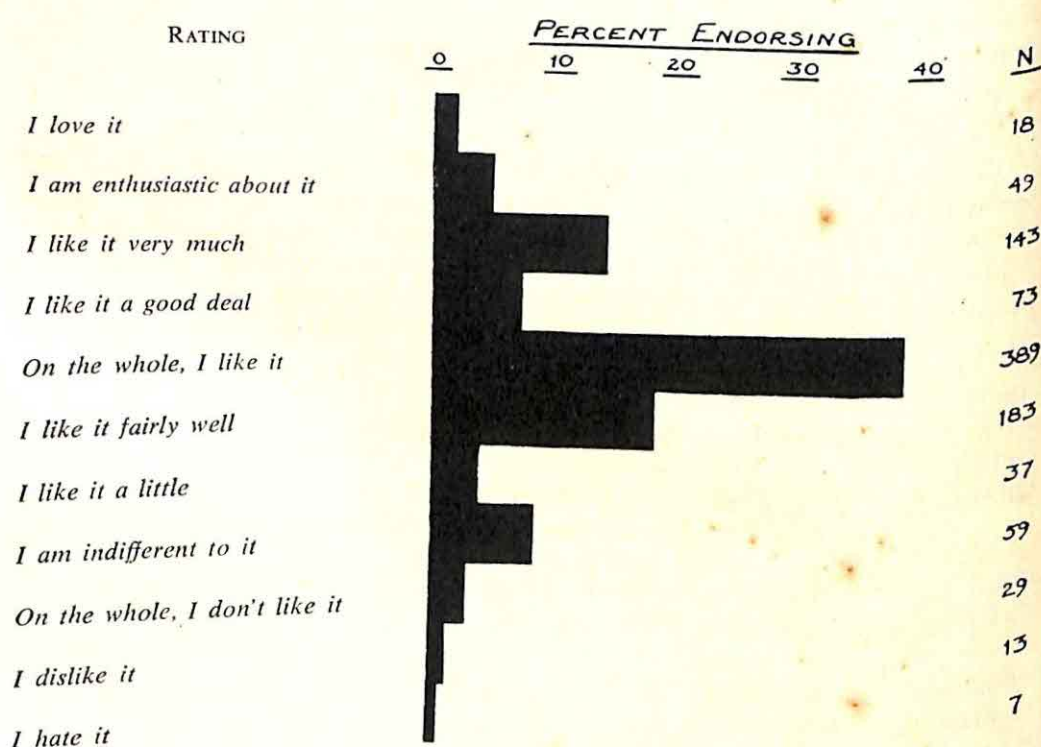 RATING PERCENT ENDORSING
0 10 20 30 40 N
I love it 18
I am enthusiastic about it 49
I like it very much 143
I like it a good deal 73
On the whole, I like it 389
I like it fairly well 183
I like it a little 37
I am indifferent to it 59
On the whole, I don't like it 29
I dislike it 13
I hate it 7